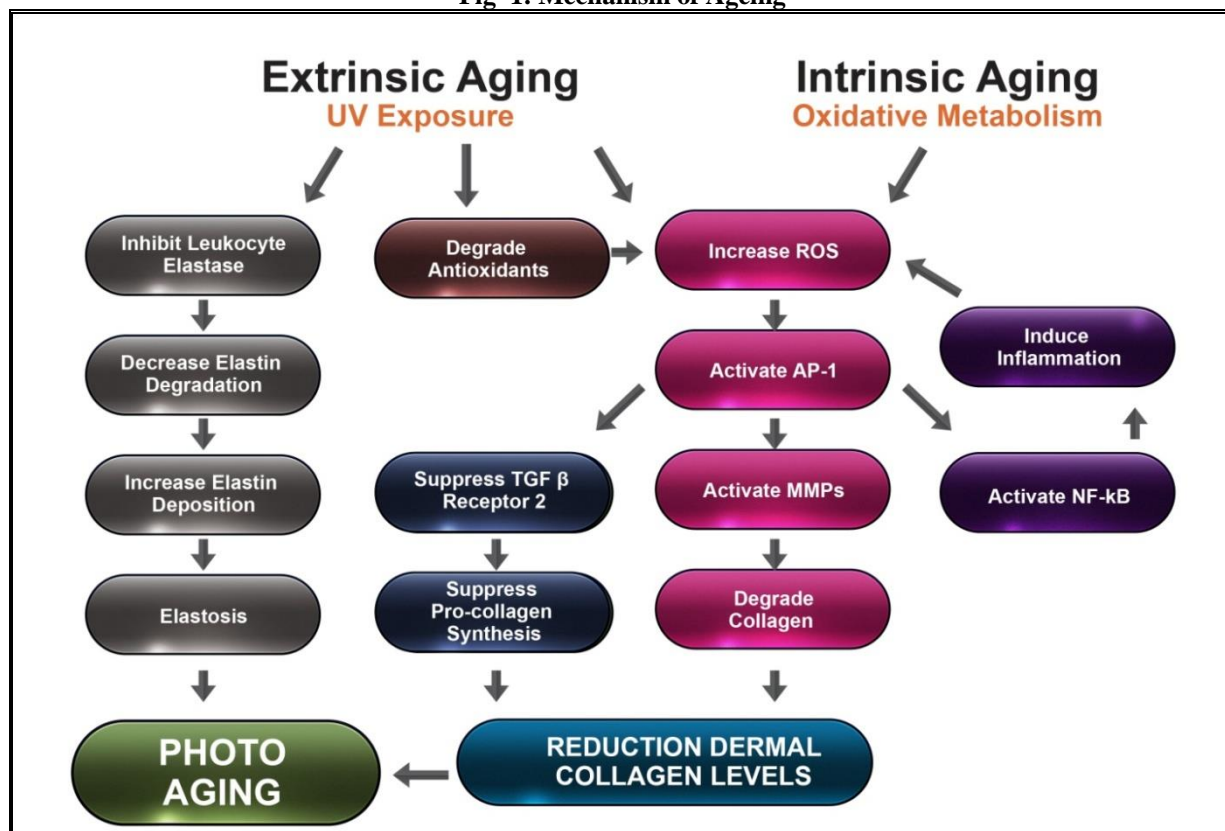 Fig-1: Mechanism of Ageing
Extrinsic Aging
UV Exposure
Intrinsic Aging
Oxidative Metabolism
Inhibit Leukocyte
Elastase
Degrade
Antioxidants
Increase ROS
Induce
Inflammation
Decrease Elastin
Degradation
Activate AP-1
Increase Elastin
Deposition
Suppress TGF β
Receptor 2
Activate MMPs
Activate NF-kB
Elastosis
Suppress
Pro-collagen
Synthesis
Degrade
Collagen
PHOTO
AGING
REDUCTION DERMAL
COLLAGEN LEVELS